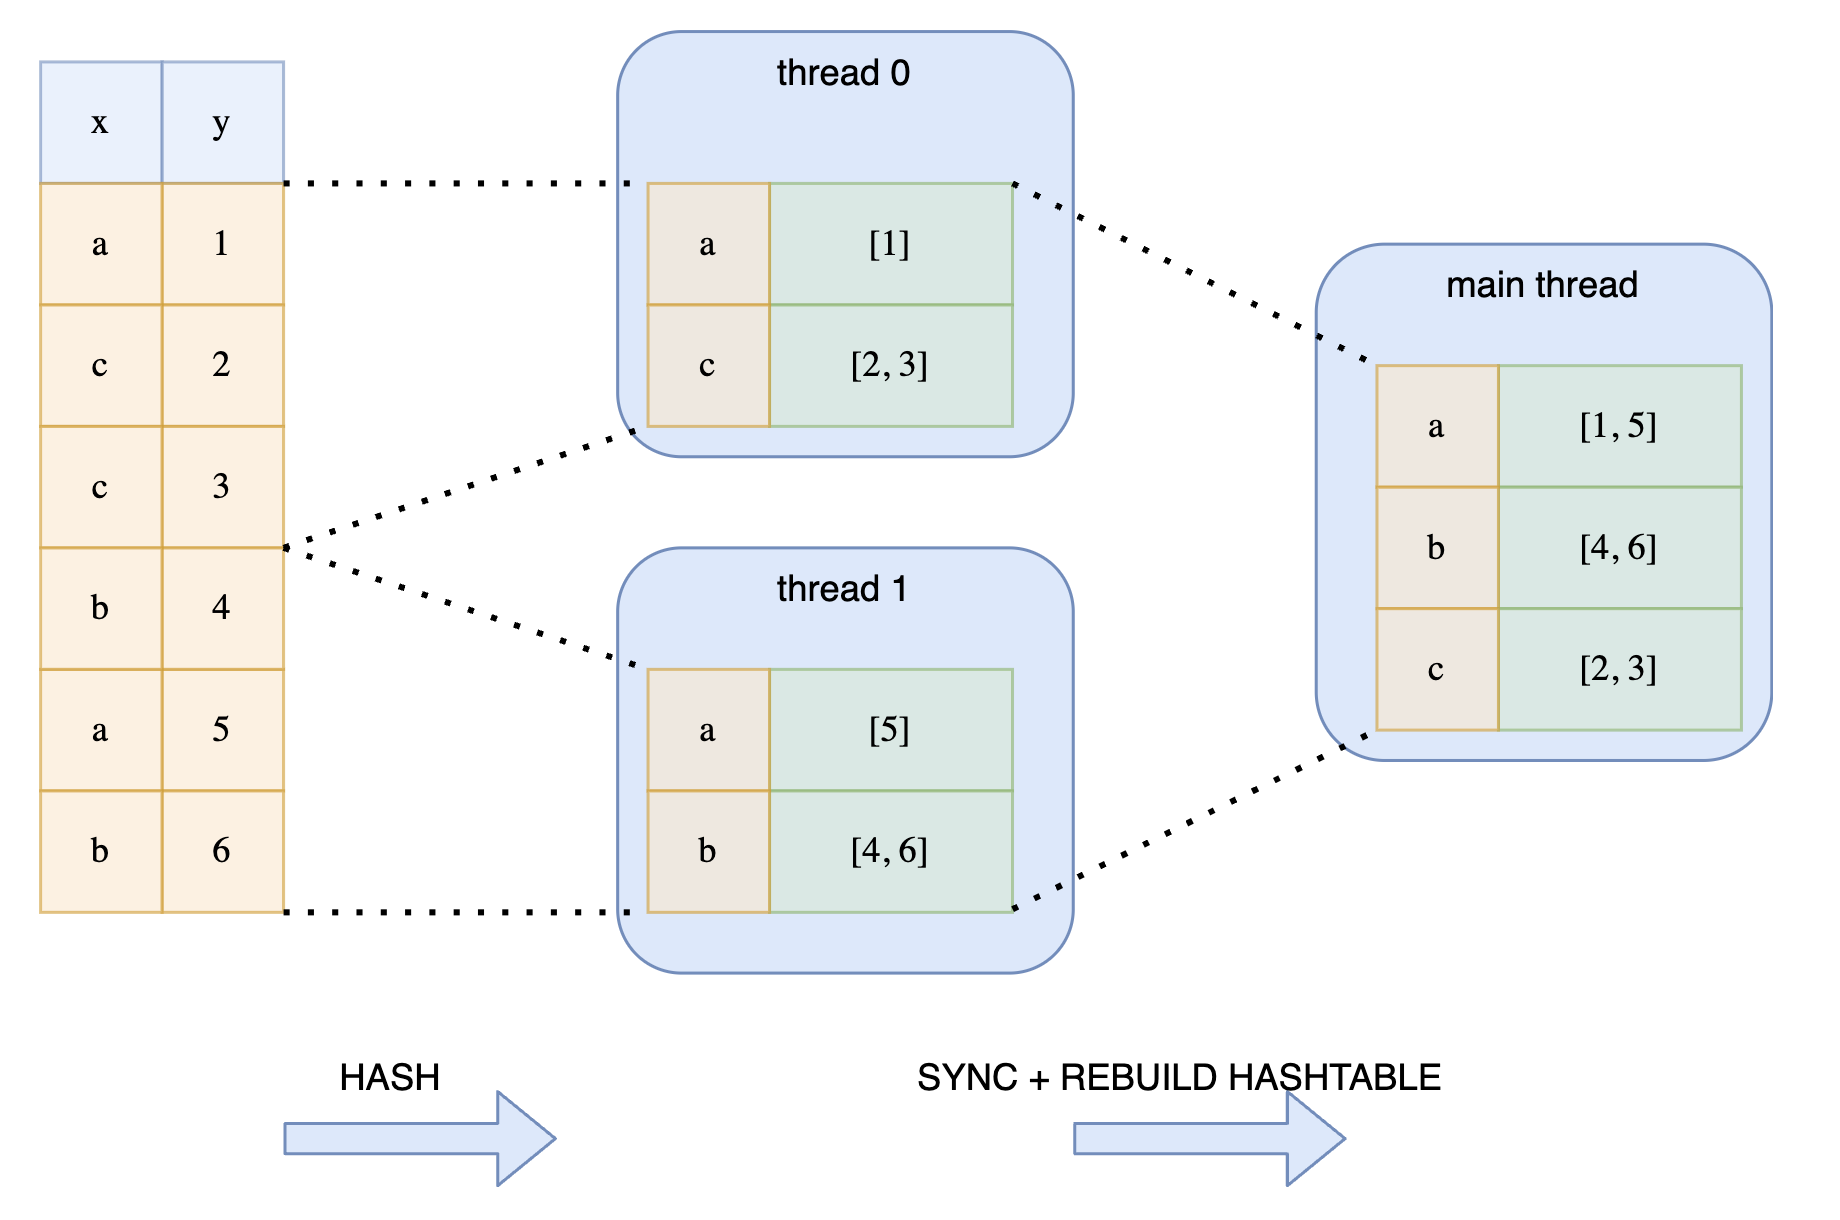 x y
a 1
c 2
c 3
b 4
a 5
b 6
thread 0
a [1]
c [2, 3]
thread 1
a [5]
b [4, 6]
main thread
a [1, 5]
b [4, 6]
c [2, 3]
HASH
SYNC + REBUILD HASHTABLE